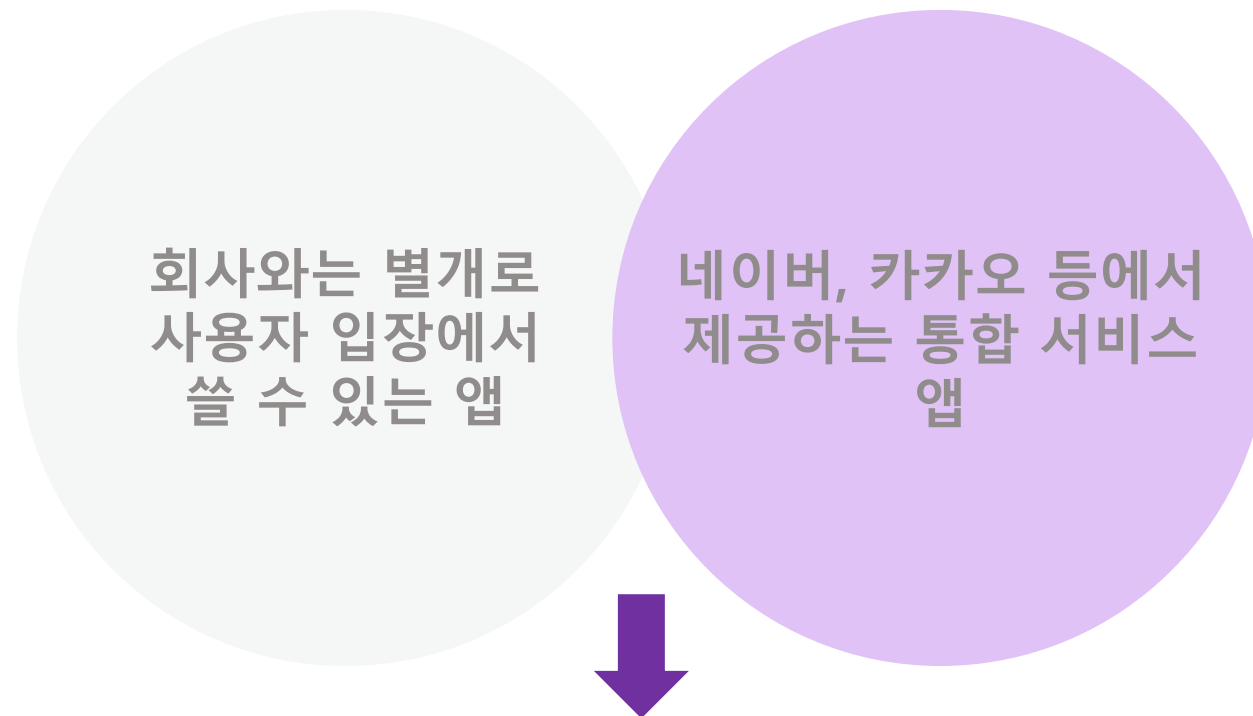 회사와는 별개로
사용자 입장에서
쓸 수 있는 앱
네이버, 카카오 등에서
제공하는 통합 서비스
앱